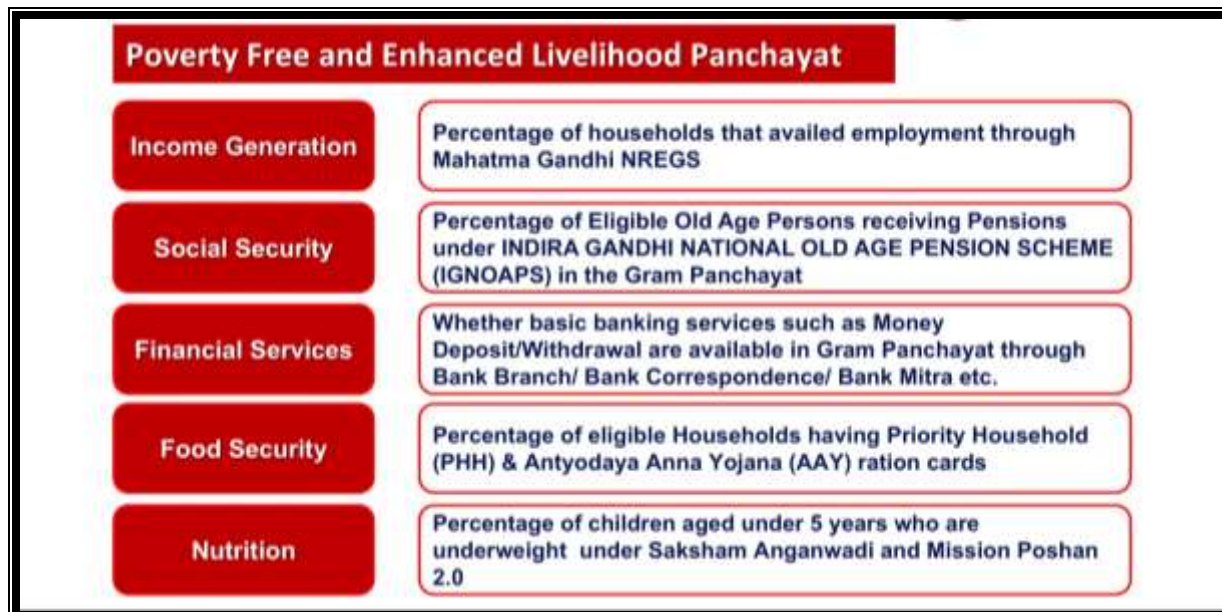 Poverty Free and Enhanced Livelihood Panchayat
Income Generation
Percentage of households that availed employment through
Mahatma Gandhi NREGS
Social Security
Percentage of Eligible Old Age Persons receiving Pensions
under INDIRA GANDHI NATIONAL OLD AGE PENSION SCHEME
(IGNOAPS) in the Gram Panchayat
Financial Services
Whether basic banking services such as Money
Deposit/Withdrawal are available in Gram Panchayat through
Bank Branch/ Bank Correspondence/ Bank Mitra etc.
Food Security
Percentage of eligible Households having Priority Household
(PHH) & Antyodaya Anna Yojana (AAY) ration cards
Nutrition
Percentage of children aged under 5 years who are
underweight under Saksham Anganwadi and Mission Poshan
2.0